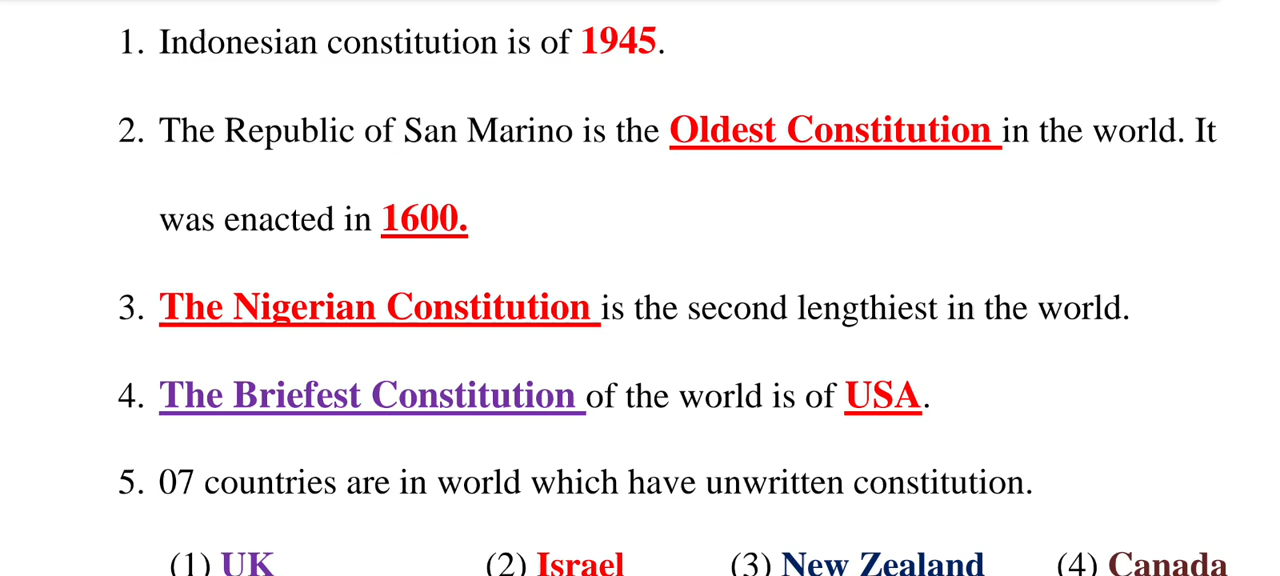 1. Indonesian constitution is of 1945.
2. The Republic of San Marino is the Oldest Constitution in the world. It
was enacted in 1600.
3. The Nigerian Constitution is the second lengthiest in the world.
4. The Briefest Constitution of the world is of USA.
5. 07 countries are in world which have unwritten constitution.
(1) UK (2) Israel (3) New Zealand (4) Canada